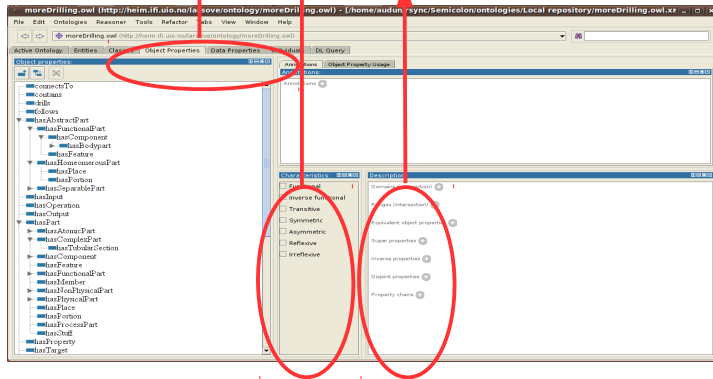 moreDrilling.owl (http://heim.ifi.uio.no/larsove/ontology/moreDrilling.owl) - [/home/audun/rsync/Semicolon/ontologies/Local repository/moreDrilling.owl.xr
File Edit Ontologies Reasoner Tools Refactor Tabs View Window Help
moreDrilling.owl (http://heim.ifi.uio.no/larsove/ontology/moreDrilling.owl)
Active Ontology Entities Classes Object Properties Data Properties Individuals DL Query
Object properties:
connectsTo
contains
drills
follows
hasAbstractPart
hasFunctionalPart
hasComponent
hasBodypart
hasFeature
hasHomeomerousPart
hasPlace
hasPortion
hasSeparablePart
hasInput
hasOperation
hasOutput
hasPart
hasAtomicPart
hasComplexPart
hasTubularSection
hasComponent
hasFeature
hasFunctionalPart
hasMember
hasNonPhysicalPart
hasPhysicalPart
hasPlace
hasPortion
hasProcessPart
hasStuff
hasProperty
hasTarget
Annotations Object Property Usage
Annotations:
Annotations
Characteristics:
Functional
Inverse functional
Transitive
Symmetric
Asymmetric
Reflexive
Irreflexive
Description:
Domains (intersection)
Ranges (intersection)
Equivalent object properties
Super properties
Inverse properties
Disjoint properties
Property chains